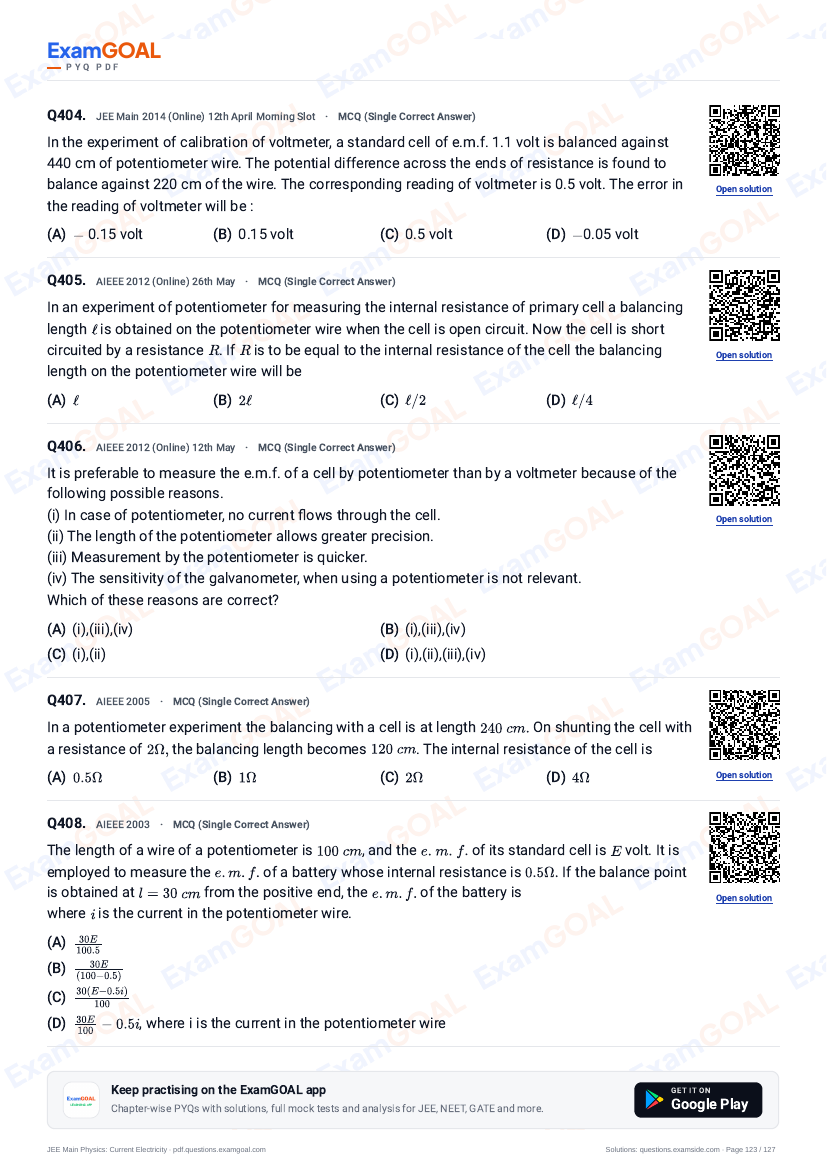 ExamGOAL
PYQ PDF
Q404. JEE Main 2014 (Online) 12th April Morning Slot · MCQ (Single Correct Answer)
In the experiment of calibration of voltmeter, a standard cell of e.m.f. 1.1 volt is balanced against
440 cm of potentiometer wire. The potential difference across the ends of resistance is found to
balance against 220 cm of the wire. The corresponding reading of voltmeter is 0.5 volt. The error in
the reading of voltmeter will be :
(A) − 0.15 volt (B) 0.15 volt (C) 0.5 volt (D) −0.05 volt
Open solution
Q405. AIEEE 2012 (Online) 26th May · MCQ (Single Correct Answer)
In an experiment of potentiometer for measuring the internal resistance of primary cell a balancing
length ℓ is obtained on the potentiometer wire when the cell is open circuit. Now the cell is short
circuited by a resistance R. If R is to be equal to the internal resistance of the cell the balancing
length on the potentiometer wire will be
(A) ℓ (B) 2ℓ (C) ℓ/2 (D) ℓ/4
Open solution
Q406. AIEEE 2012 (Online) 12th May · MCQ (Single Correct Answer)
It is preferable to measure the e.m.f. of a cell by potentiometer than by a voltmeter because of the
following possible reasons.
(i) In case of potentiometer, no current flows through the cell.
(ii) The length of the potentiometer allows greater precision.
(iii) Measurement by the potentiometer is quicker.
(iv) The sensitivity of the galvanometer, when using a potentiometer is not relevant.
Which of these reasons are correct?
(A) (i),(iii),(iv) (B) (i),(iii),(iv)
(C) (i),(ii) (D) (i),(ii),(iii),(iv)
Open solution
Q407. AIEEE 2005 · MCQ (Single Correct Answer)
In a potentiometer experiment the balancing with a cell is at length 240 cm. On shunting the cell with
a resistance of 2Ω, the balancing length becomes 120 cm. The internal resistance of the cell is
(A) 0.5Ω (B) 1Ω (C) 2Ω (D) 4Ω
Open solution
Q408. AIEEE 2003 · MCQ (Single Correct Answer)
The length of a wire of a potentiometer is 100 cm, and the e. m. f. of its standard cell is E volt. It is
employed to measure the e. m. f. of a battery whose internal resistance is 0.5Ω. If the balance point
is obtained at l = 30 cm from the positive end, the e. m. f. of the battery is
where i is the current in the potentiometer wire.
(A) 30E/100.5
(B) 30E/(100−0.5)
(C) 30(E−0.5i)/100
(D) 30E/100 − 0.5i, where i is the current in the potentiometer wire
Open solution
Keep practising on the ExamGOAL app
Chapter-wise PYQs with solutions, full mock tests and analysis for JEE, NEET, GATE and more.
GET IT ON
Google Play
JEE Main Physics: Current Electricity · pdf.questions.examgoal.com
Solutions: questions.examside.com · Page 123 / 127